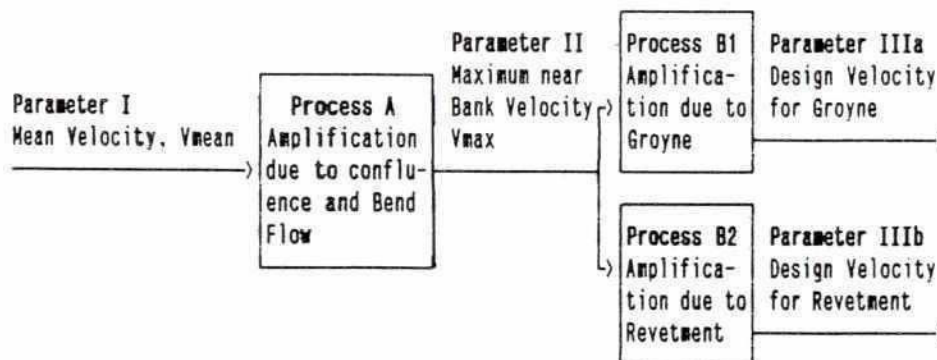 Parameter I
Mean Velocity, Vmean
Process A
Amplification
due to conflu-
ence and Bend
Flow
Parameter II
Maximum near
Bank Velocity
Vmax
Process B1
Amplifica-
tion due to
Groyne
Parameter IIIa
Design Velocity
for Groyne
Process B2
Amplifica-
tion due to
Revetment
Parameter IIIb
Design Velocity
for Revetment